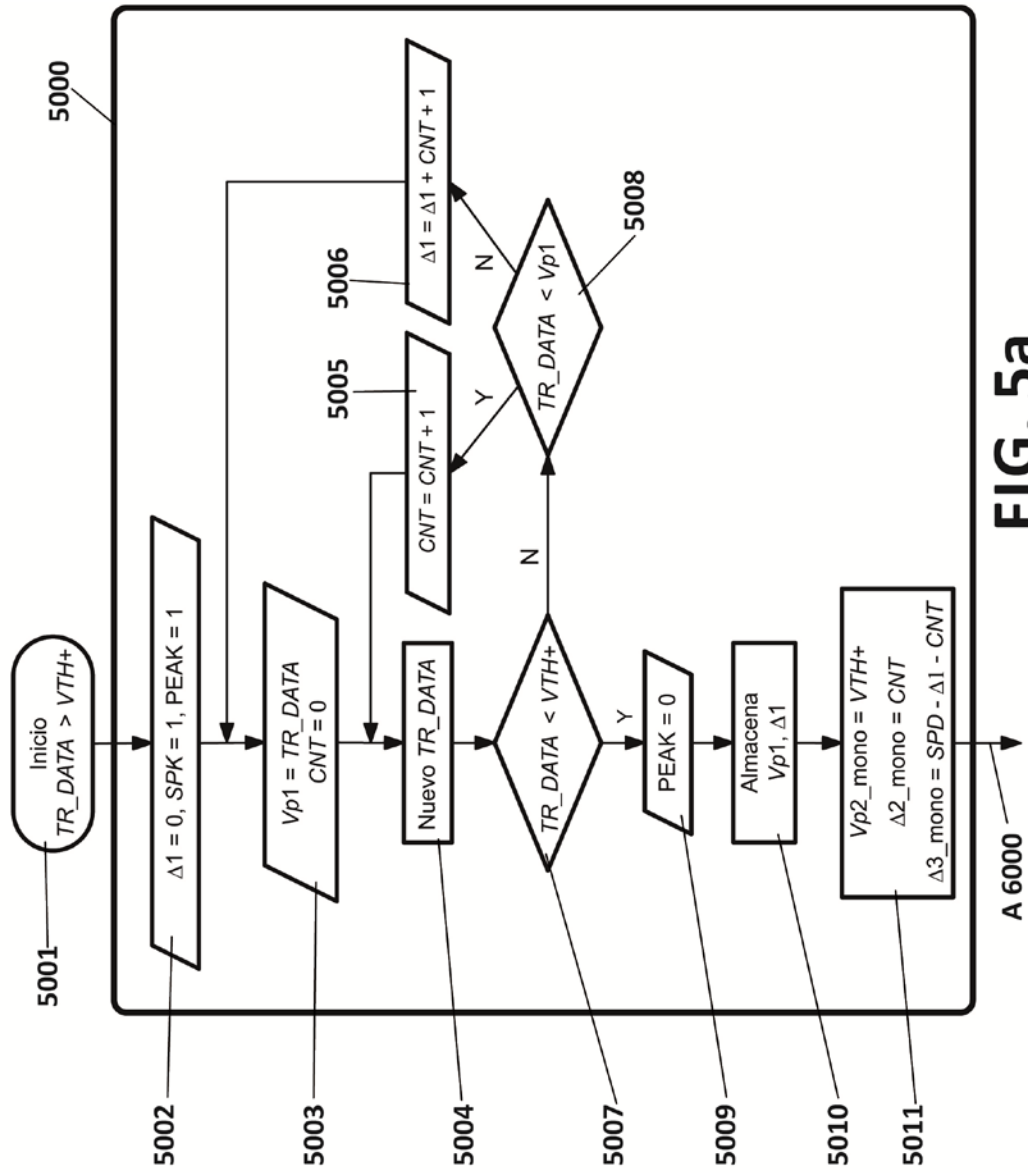 5000
5001
Inicio
TR_DATA > VTH+
5002
Δ1 = 0, SPK = 1, PEAK = 1
5003
Vp1 = TR_DATA
CNT = 0
5004
Nuevo TR_DATA
5005
CNT = CNT + 1
5006
Δ1 = Δ1 + CNT + 1
5007
TR_DATA < VTH+
N
Y
5008
TR_DATA < Vp1
Y
N
5009
PEAK = 0
5010
Almacena
Vp1, Δ1
5011
Vp2_mono = VTH+
Δ2_mono = CNT
Δ3_mono = SPD - Δ1 - CNT
A 6000
FIG. 5a